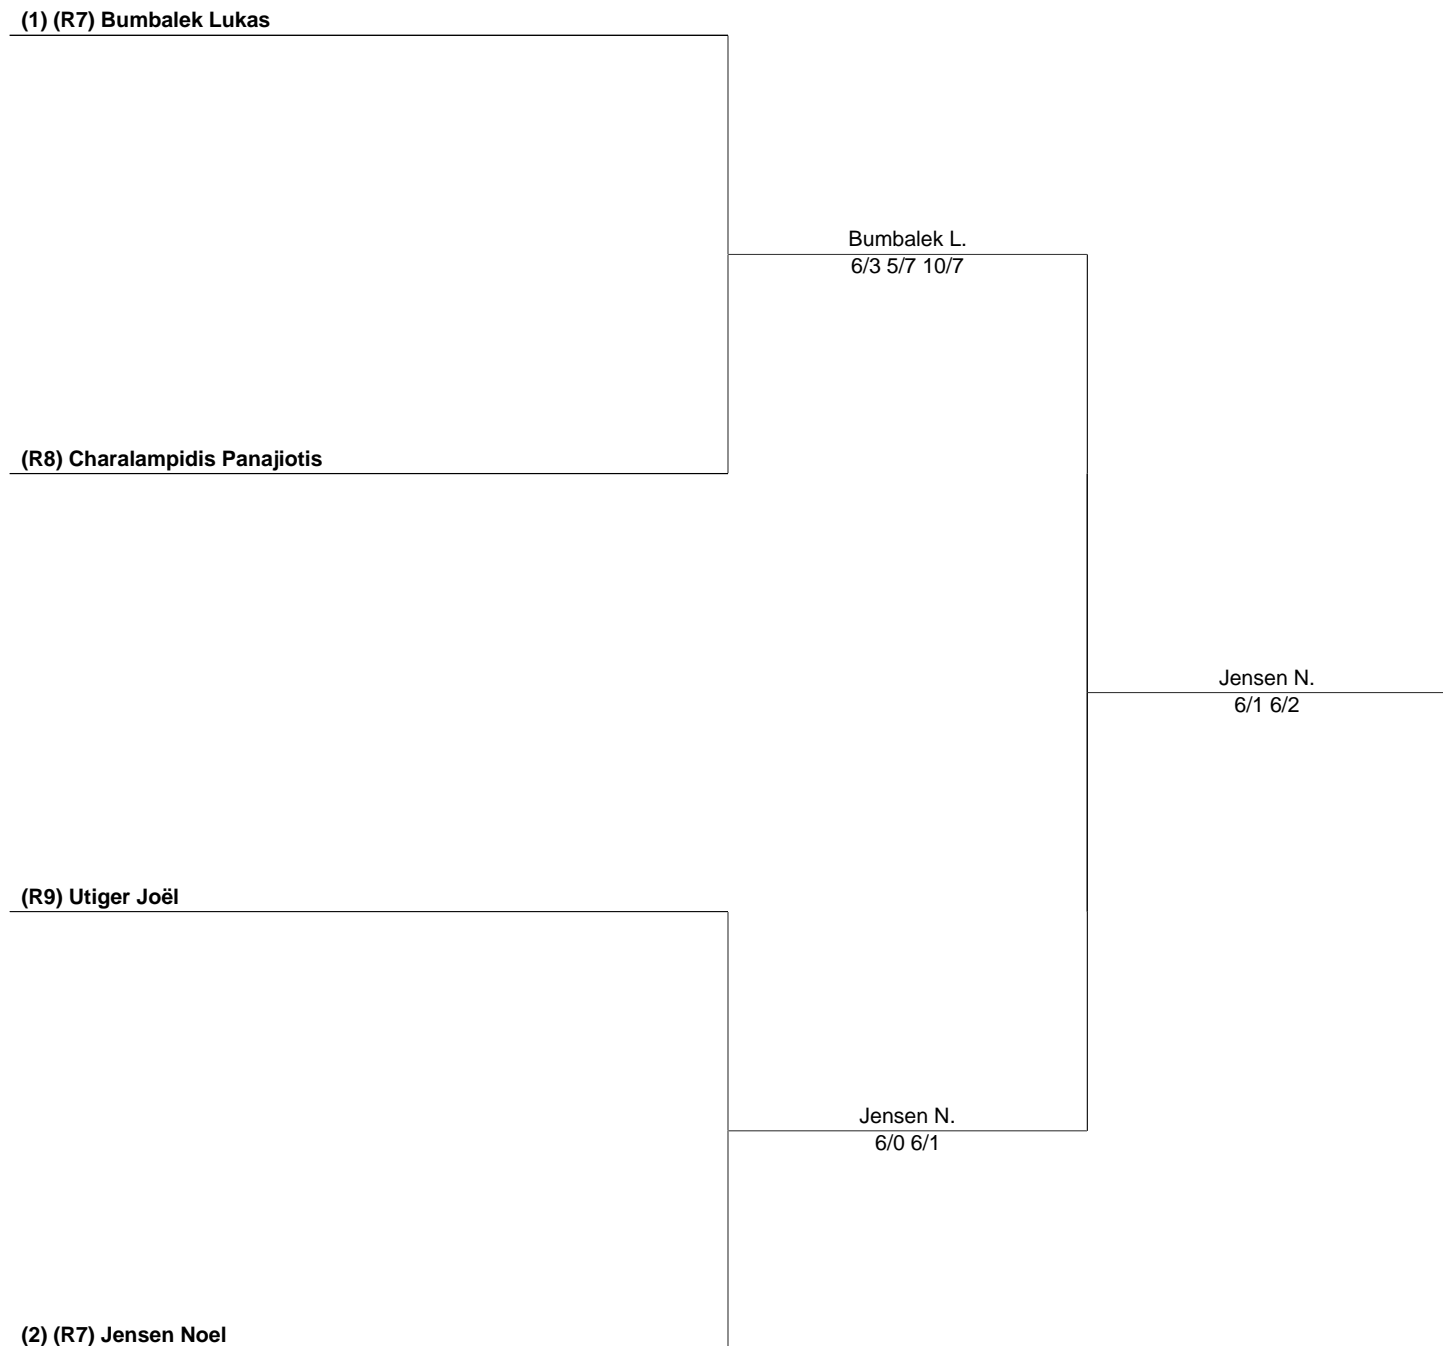 (1) (R7) Bumbalek Lukas
Bumbalek L.
6/3 5/7 10/7
(R8) Charalampidis Panajiotis
Jensen N.
6/1 6/2
(R9) Utiger Joël
Jensen N.
6/0 6/1
(2) (R7) Jensen Noel